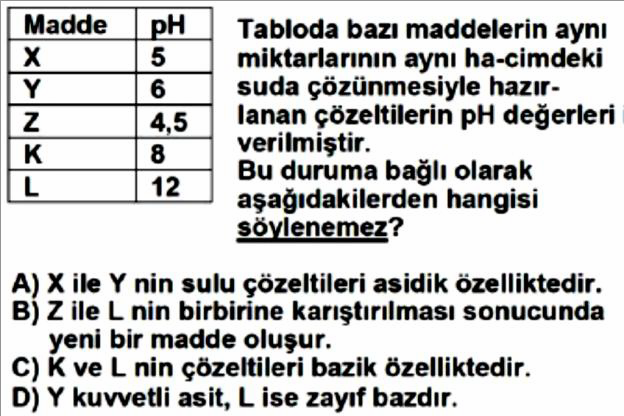 Madde pH
X 5
Y 6
Z 4,5
K 8
L 12
Tabloda bazı maddelerin aynı
miktarlarının aynı ha-cimdeki
suda çözünmesiyle hazır-
lanan çözeltilerin pH değerleri
verilmiştir.
Bu duruma bağlı olarak
aşağıdakilerden hangisi
söylenemez?
A) X ile Y nin sulu çözeltileri asidik özelliktedir.
B) Z ile L nin birbirine karıştırılması sonucunda
yeni bir madde oluşur.
C) K ve L nin çözeltileri bazik özelliktedir.
D) Y kuvvetli asit, L ise zayıf bazdır.